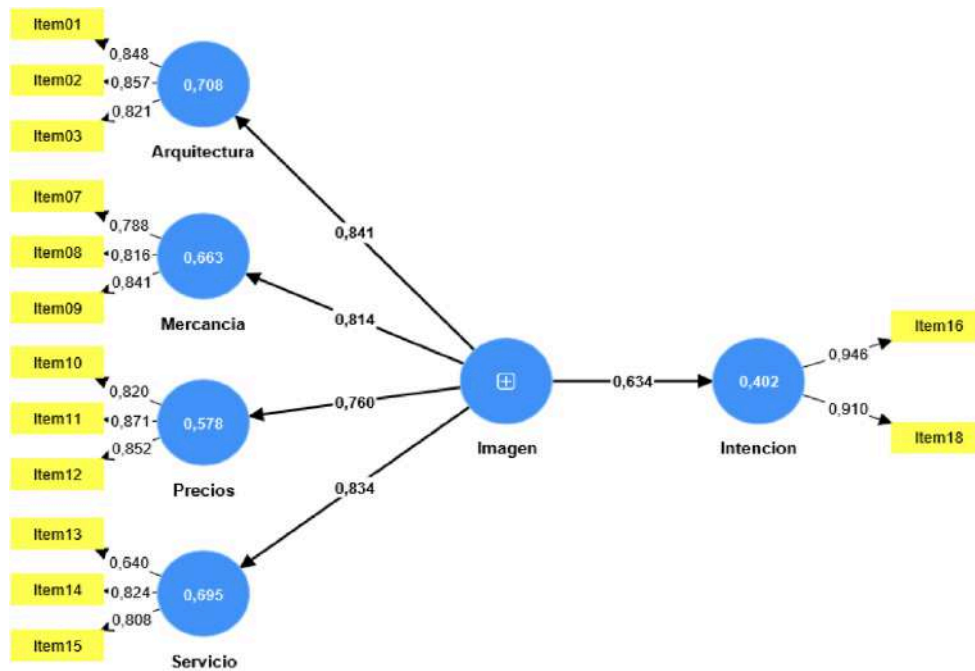 Item01
0,848
Item02
0,857
0,708
0,821
Item03
Arquitectura
Item07
0,788
Item08
0,816
0,663
0,841
Item09
Mercancia
Item10
0,820
Item11
0,871
0,578
0,852
Item12
Precios
Item13
0,640
Item14
0,824
0,695
0,808
Item15
Servicio
0,841
0,814
0,760
0,834
Imagen
0,634
0,402
Intencion
0,946
Item16
0,910
Item18